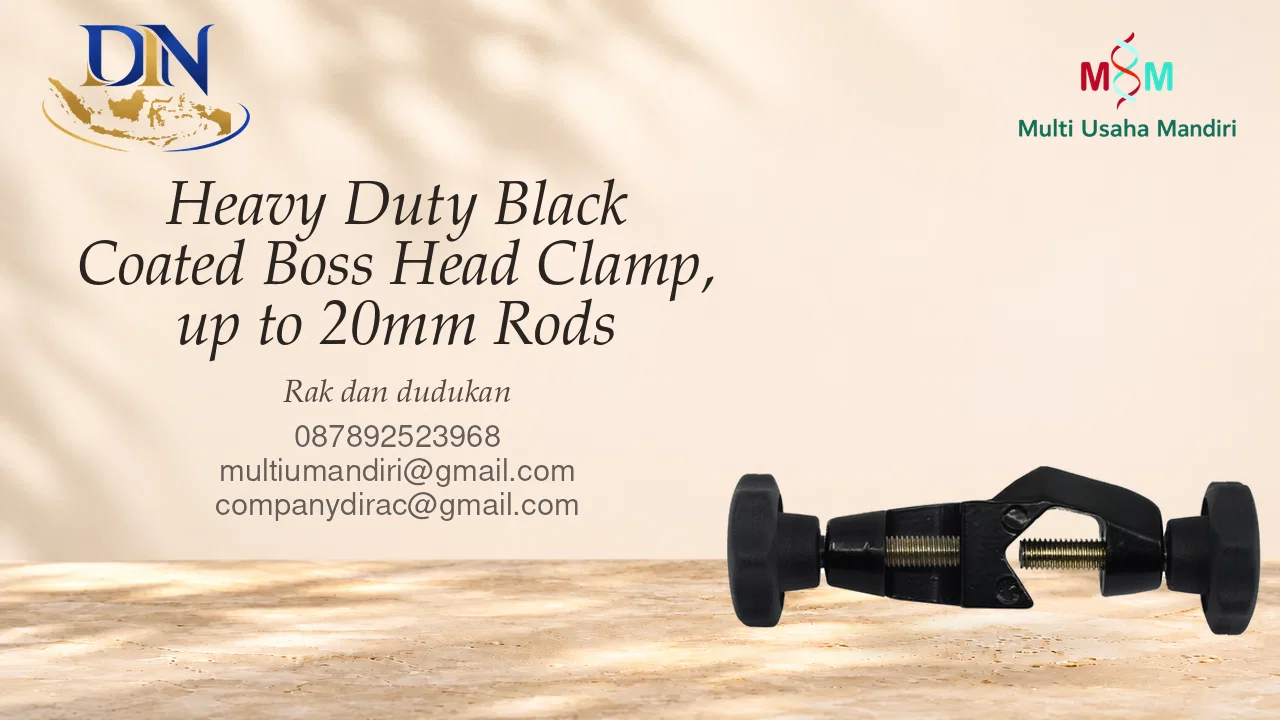 DIN
MSM
Multi Usaha Mandiri
Heavy Duty Black
Coated Boss Head Clamp,
up to 20mm Rods
Rak dan dudukan
087892523968
multiumandiri@gmail.com
companydirac@gmail.com